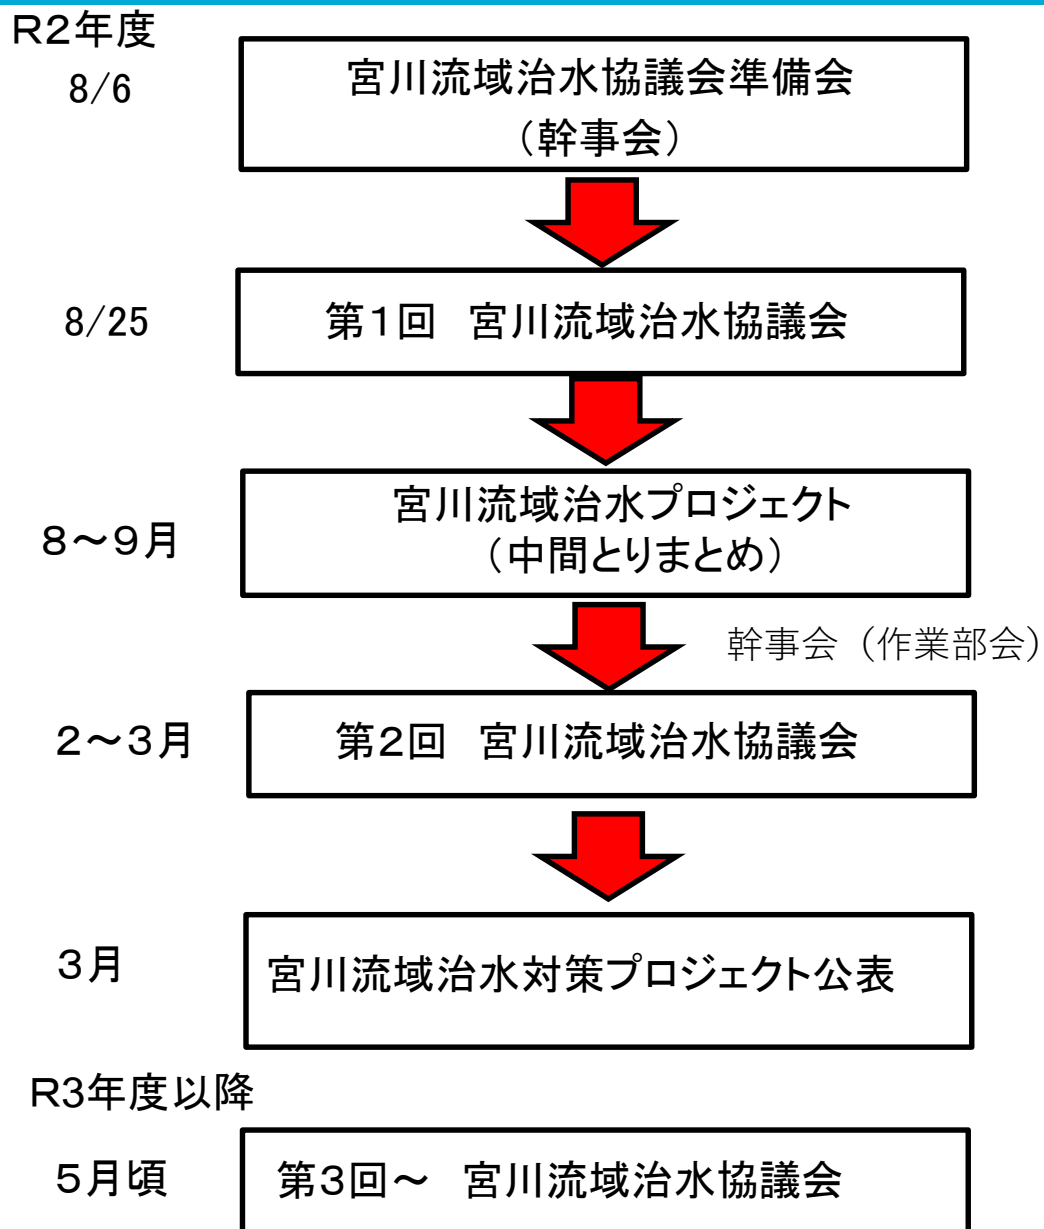 R2年度
8/6
宮川流域治水協議会準備会
（幹事会）
8/25
第1回　宮川流域治水協議会
8～9月
宮川流域治水プロジェクト
（中間とりまとめ）
幹事会（作業部会）
2～3月
第2回　宮川流域治水協議会
3月
宮川流域治水対策プロジェクト公表
R3年度以降
5月頃
第3回～　宮川流域治水協議会